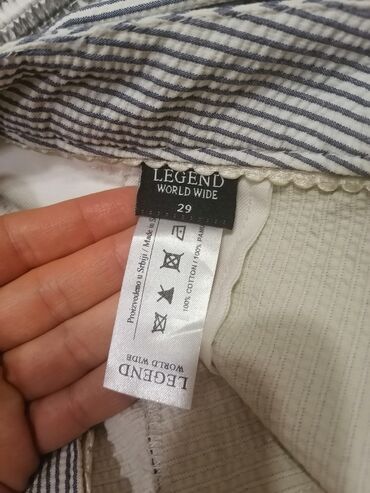 LEGEND
WORLD WIDE
29
Proizvedeno u Srbiji / Made in S
100% COTTON / 100% PAMU
LEGEND
WORLD WIDE